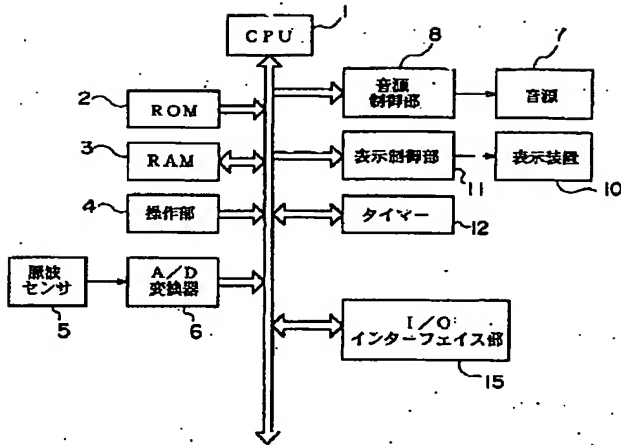 1
CPU
8
7
2
ROM
音源
制御部
音源
3
RAM
表示制御部
表示装置
11
10
4
操作部
タイマー
12
脈波
センサ
5
A/D
変換器
6
I/O
インターフェイス部
15